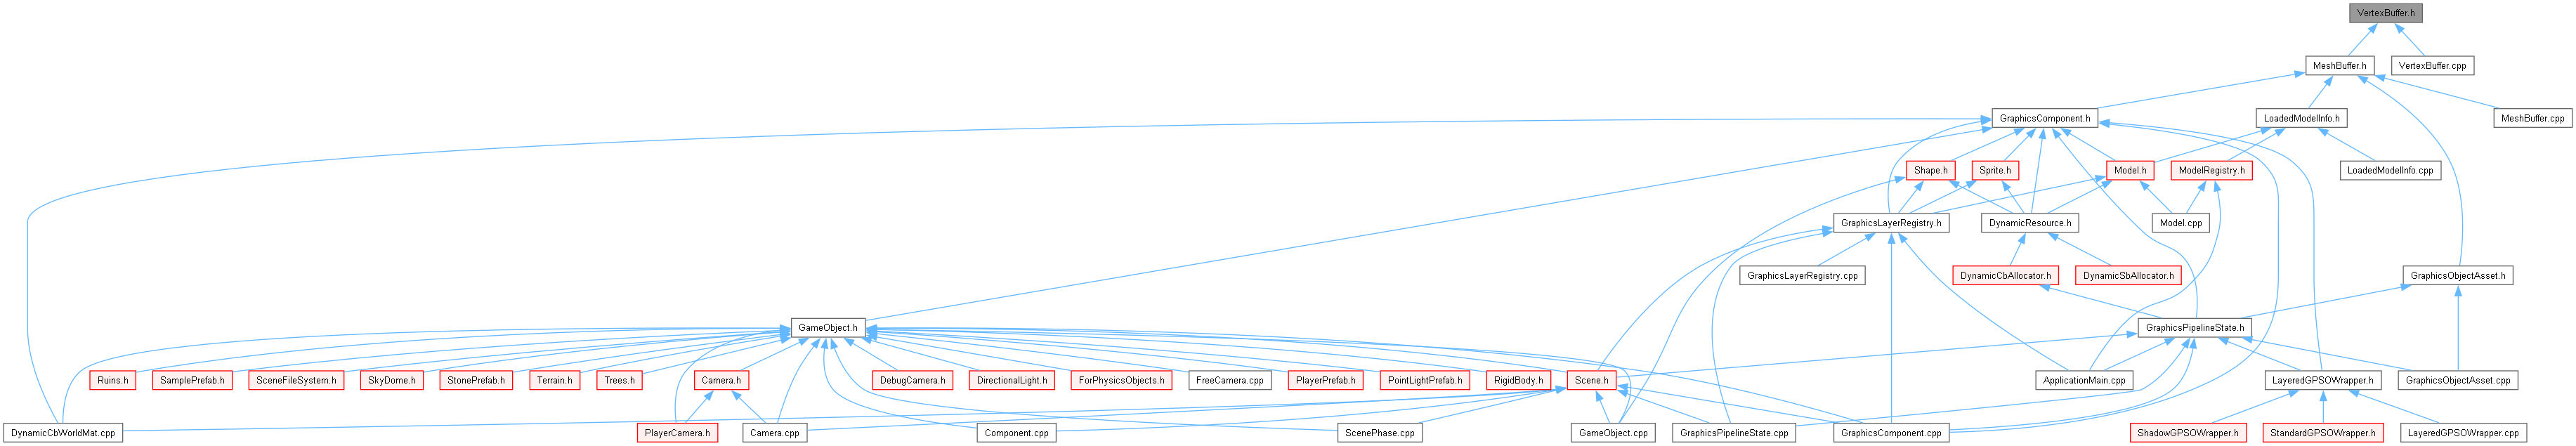 VertexBuffer.h
MeshBuffer.h
VertexBuffer.cpp
GraphicsComponent.h
LoadedModelInfo.h
MeshBuffer.cpp
Shape.h
Sprite.h
Model.h
ModelRegistry.h
LoadedModelInfo.cpp
GraphicsLayerRegistry.h
DynamicResource.h
Model.cpp
GraphicsLayerRegistry.cpp
DynamicCbAllocator.h
DynamicSbAllocator.h
GraphicsObjectAsset.h
GameObject.h
GraphicsPipelineState.h
Ruins.h
SamplePrefab.h
SceneFileSystem.h
SkyDome.h
StonePrefab.h
Terrain.h
Trees.h
Camera.h
DebugCamera.h
DirectionalLight.h
ForPhysicsObjects.h
FreeCamera.cpp
PlayerPrefab.h
PointLightPrefab.h
RigidBody.h
Scene.h
ApplicationMain.cpp
LayeredGPSOWrapper.h
GraphicsObjectAsset.cpp
DynamicCbWorldMat.cpp
PlayerCamera.h
Camera.cpp
Component.cpp
ScenePhase.cpp
GameObject.cpp
GraphicsPipelineState.cpp
GraphicsComponent.cpp
ShadowGPSOWrapper.h
StandardGPSOWrapper.h
LayeredGPSOWrapper.cpp